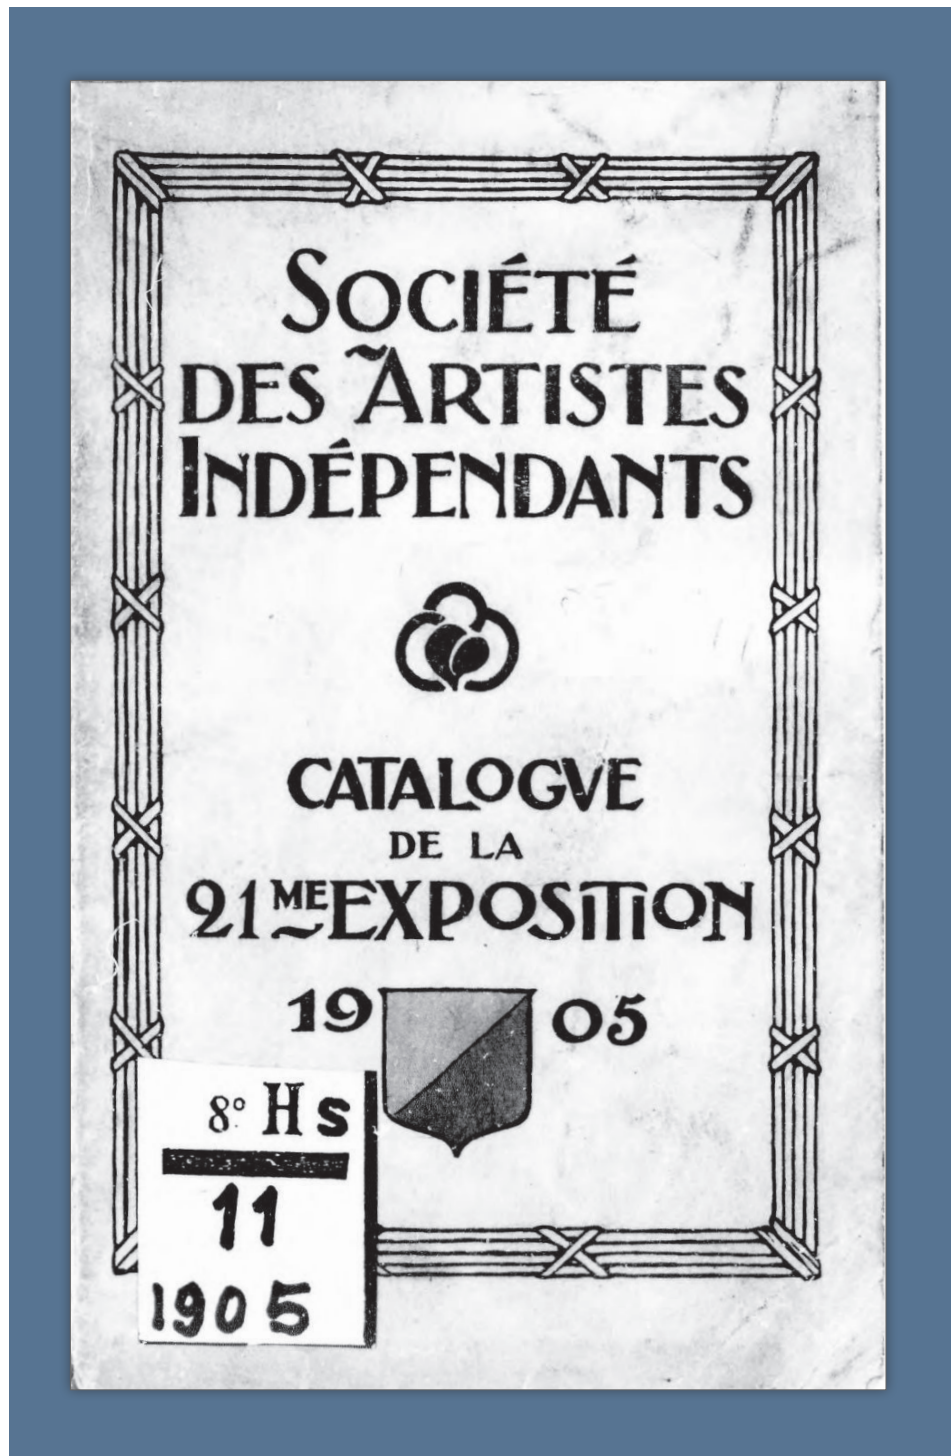 SOCIÉTÉ
DES ARTISTES
INDÉPENDANTS
CATALOGVE
DE LA
21ME EXPOSITION
19 05
8° Hs
11
1905